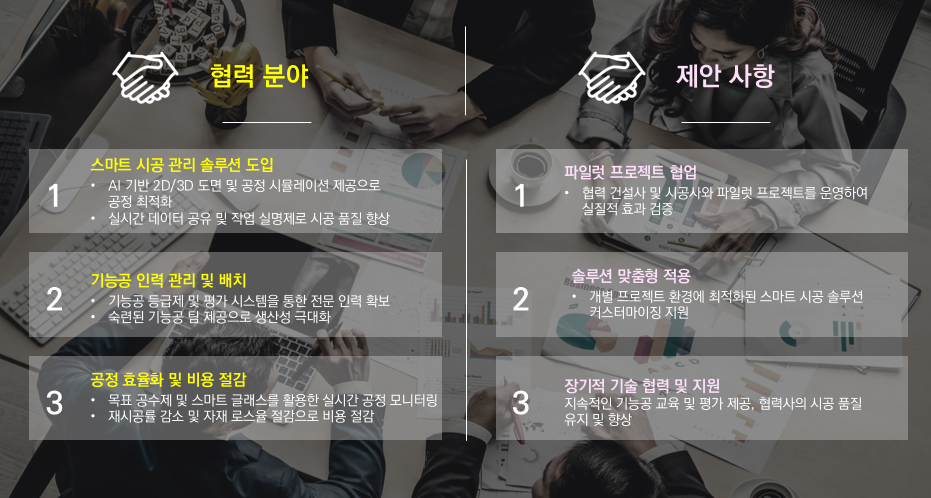 협력 분야
1
스마트 시공 관리 솔루션 도입
• AI 기반 2D/3D 도면 및 공정 시뮬레이션 제공으로
공정 최적화
• 실시간 데이터 공유 및 작업 실명제로 시공 품질 향상
2
기능공 인력 관리 및 배치
• 기능공 등급제 및 평가 시스템을 통한 전문 인력 확보
• 숙련된 기능공 팀 제공으로 생산성 극대화
3
공정 효율화 및 비용 절감
• 목표 공수제 및 스마트 글래스를 활용한 실시간 공정 모니터링
• 재시공률 감소 및 자재 로스율 절감으로 비용 절감
제안 사항
1
파일럿 프로젝트 협업
• 협력 건설사 및 시공사와 파일럿 프로젝트를 운영하여
실질적 효과 검증
2
솔루션 맞춤형 적용
• 개별 프로젝트 환경에 최적화된 스마트 시공 솔루션
커스터마이징 지원
3
장기적 기술 협력 및 지원
지속적인 기능공 교육 및 평가 제공, 협력사의 시공 품질
유지 및 향상